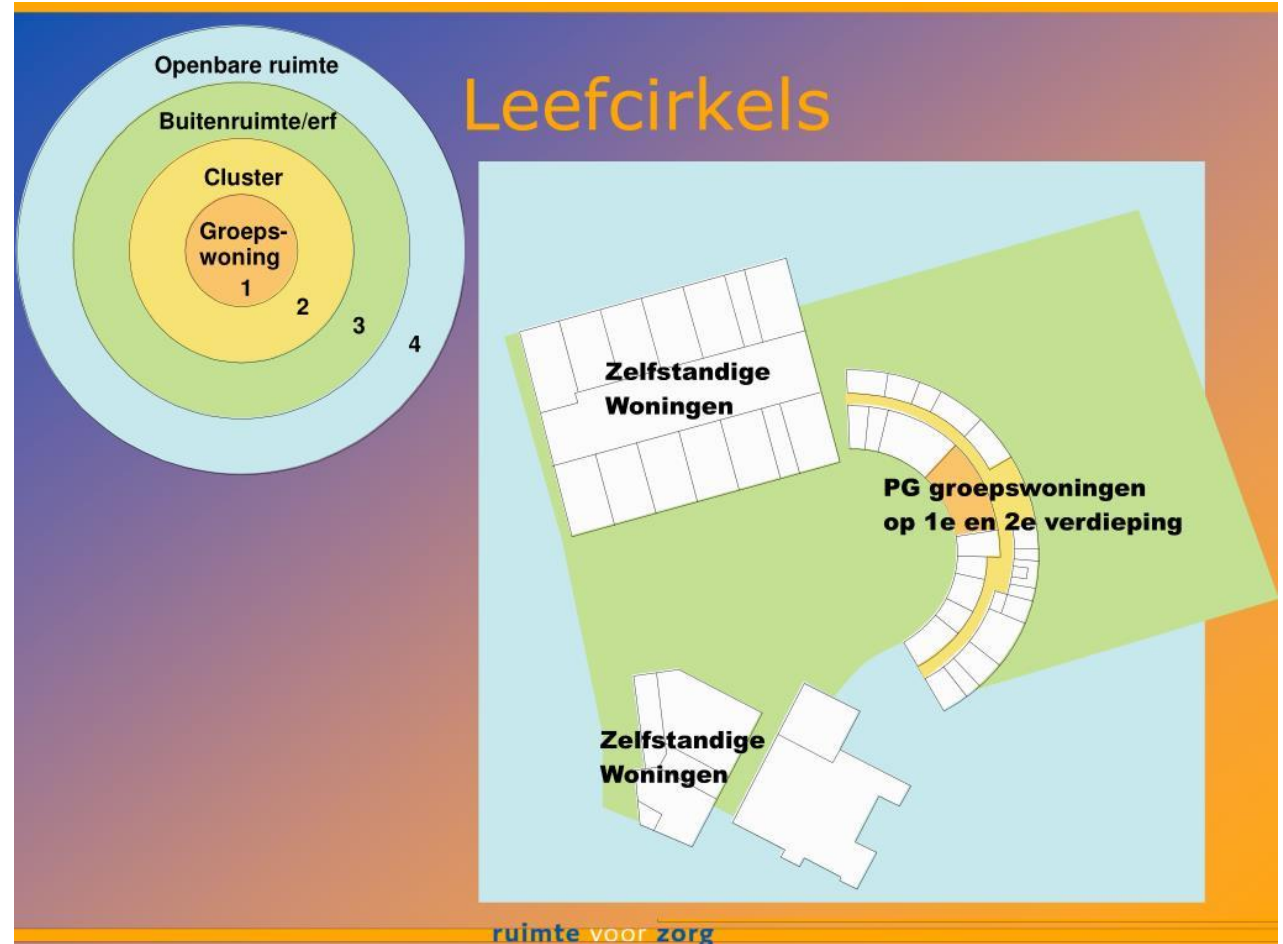 Leefcirkels
Openbare ruimte
Buitenruimte/erf
Cluster
Groeps-
woning
1
2
3
4
Zelfstandige
Woningen
PG groepswoningen
op 1e en 2e verdieping
Zelfstandige
Woningen
ruimte voor zorg